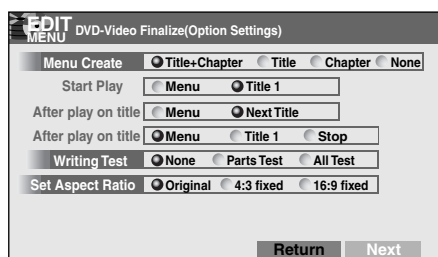 EDIT MENU DVD-Video Finalize(Option Settings)
Menu Create Title+Chapter Title Chapter None
Start Play Menu Title 1
After play on title Menu Next Title
After play on title Menu Title 1 Stop
Writing Test None Parts Test All Test
Set Aspect Ratio Original 4:3 fixed 16:9 fixed
Return Next